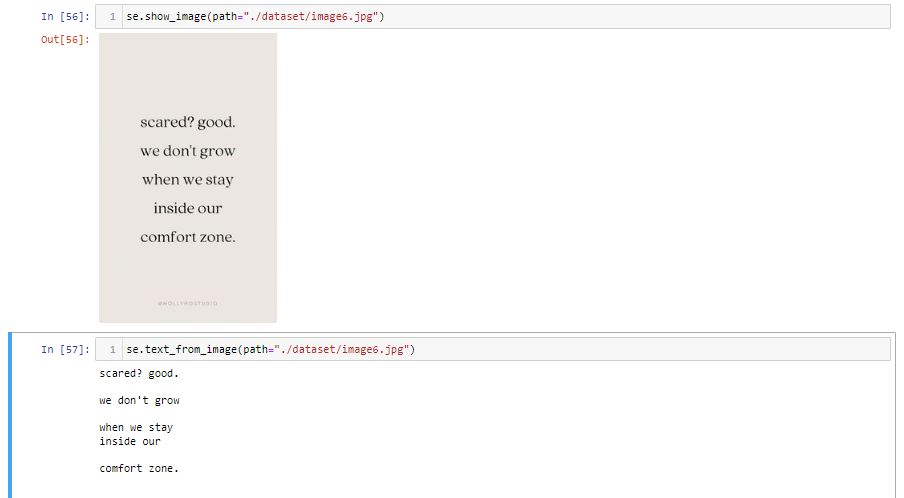 In [56]: 1 se.show_image(path="./dataset/image6.jpg")
Out[56]:
scared? good.
we don't grow
when we stay
inside our
comfort zone.
@HOLLYHOSTUDIO
In [57]: 1 se.text_from_image(path="./dataset/image6.jpg")
scared? good.
we don't grow
when we stay
inside our
comfort zone.